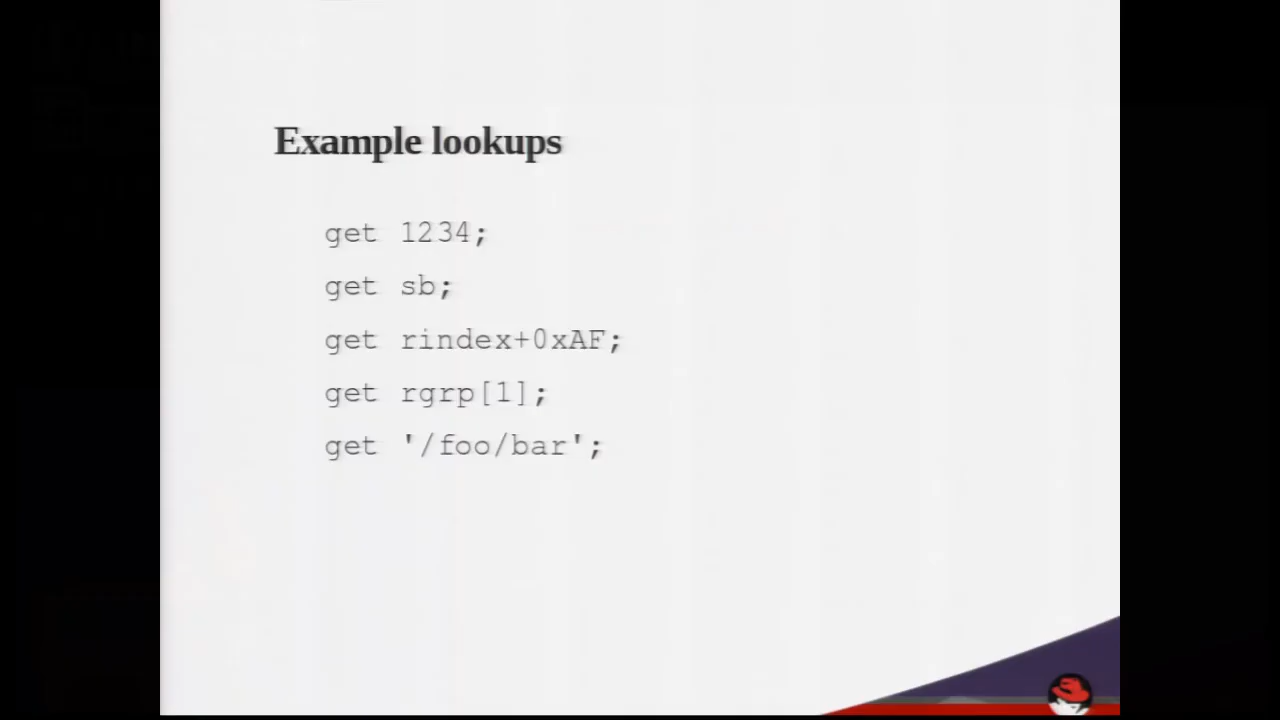 Example lookups
get 1234;
get sb;
get rindex+0xAF;
get rgrp[1];
get '/foo/bar';